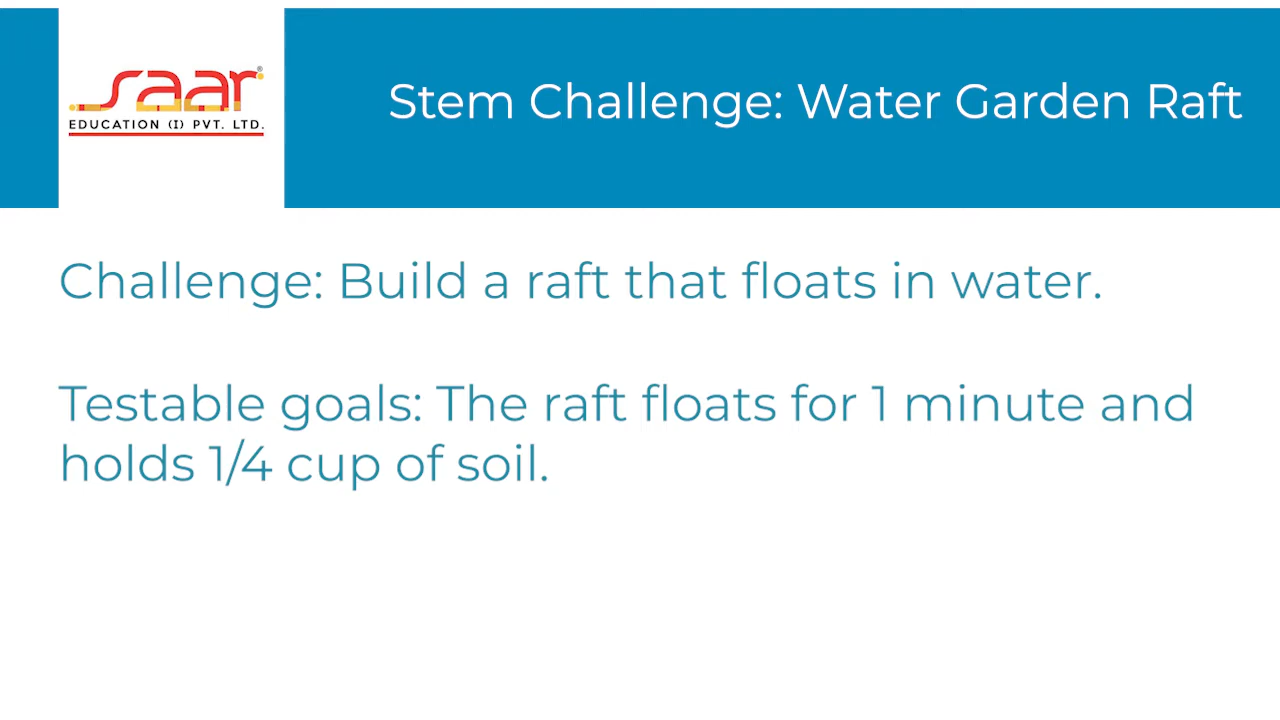 saar
EDUCATION (I) PVT. LTD.
Stem Challenge: Water Garden Raft
Challenge: Build a raft that floats in water.
Testable goals: The raft floats for 1 minute and
holds 1/4 cup of soil.